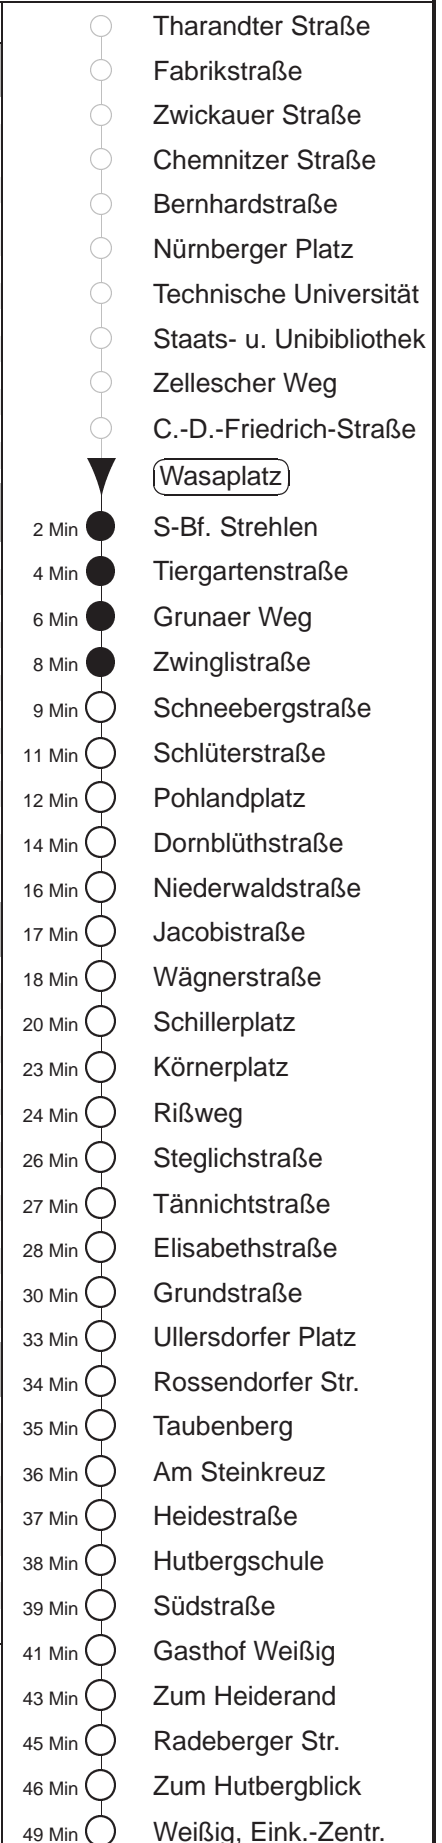 Tharandter Straße
Fabrikstraße
Zwickauer Straße
Chemnitzer Straße
Bernhardstraße
Nürnberger Platz
Technische Universität
Staats- u. Unibibliothek
Zellescher Weg
C.-D.-Friedrich-Straße
Wasaplatz
2 Min S-Bf. Strehlen
4 Min Tiergartenstraße
6 Min Grunaer Weg
8 Min Zwinglistraße
9 Min Schneebergstraße
11 Min Schlüterstraße
12 Min Pohlandplatz
14 Min Dornblüthstraße
16 Min Niederwaldstraße
17 Min Jacobistraße
18 Min Wägnerstraße
20 Min Schillerplatz
23 Min Körnerplatz
24 Min Rißweg
26 Min Steglichstraße
27 Min Tännichtstraße
28 Min Elisabethstraße
30 Min Grundstraße
33 Min Ullersdorfer Platz
34 Min Rossendorfer Str.
35 Min Taubenberg
36 Min Am Steinkreuz
37 Min Heidestraße
38 Min Hutbergschule
39 Min Südstraße
41 Min Gasthof Weißig
43 Min Zum Heiderand
45 Min Radeberger Str.
46 Min Zum Hutbergblick
49 Min Weißig, Eink.-Zentr.